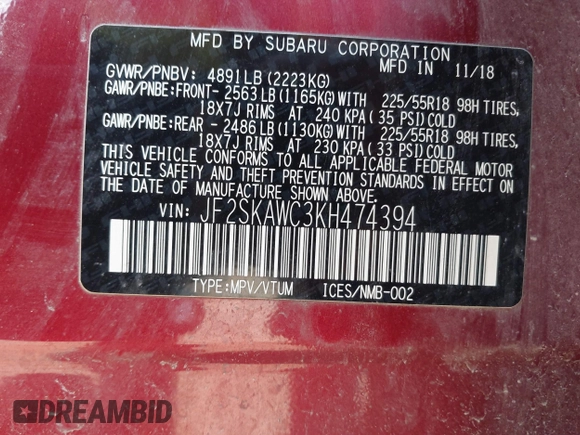 MFD BY SUBARU CORPORATION
MFD IN 11/18
GVWR/PNBV: 4891LB(2223KG)
GAWR/PNBE:FRONT- 2563LB(1165KG)WITH 225/55R18 98H TIRES,
18X7J RIMS AT 240 KPA(35 PSI)COLD
GAWR/PNBE:REAR - 2486LB(1130KG)WITH 225/55R18 98H TIRES,
18X7J RIMS AT 230 KPA(33 PSI)COLD
THIS VEHICLE CONFORMS TO ALL APPLICABLE FEDERAL MOTOR
VEHICLE SAFETY AND THEFT PREVENTION STANDARDS IN EFFECT ON
THE DATE OF MANUFACTURE SHOWN ABOVE.
VIN: JF2SKAWC3KH474394
TYPE:MPV/VTUM ICES/NMB-002
DREAMBID